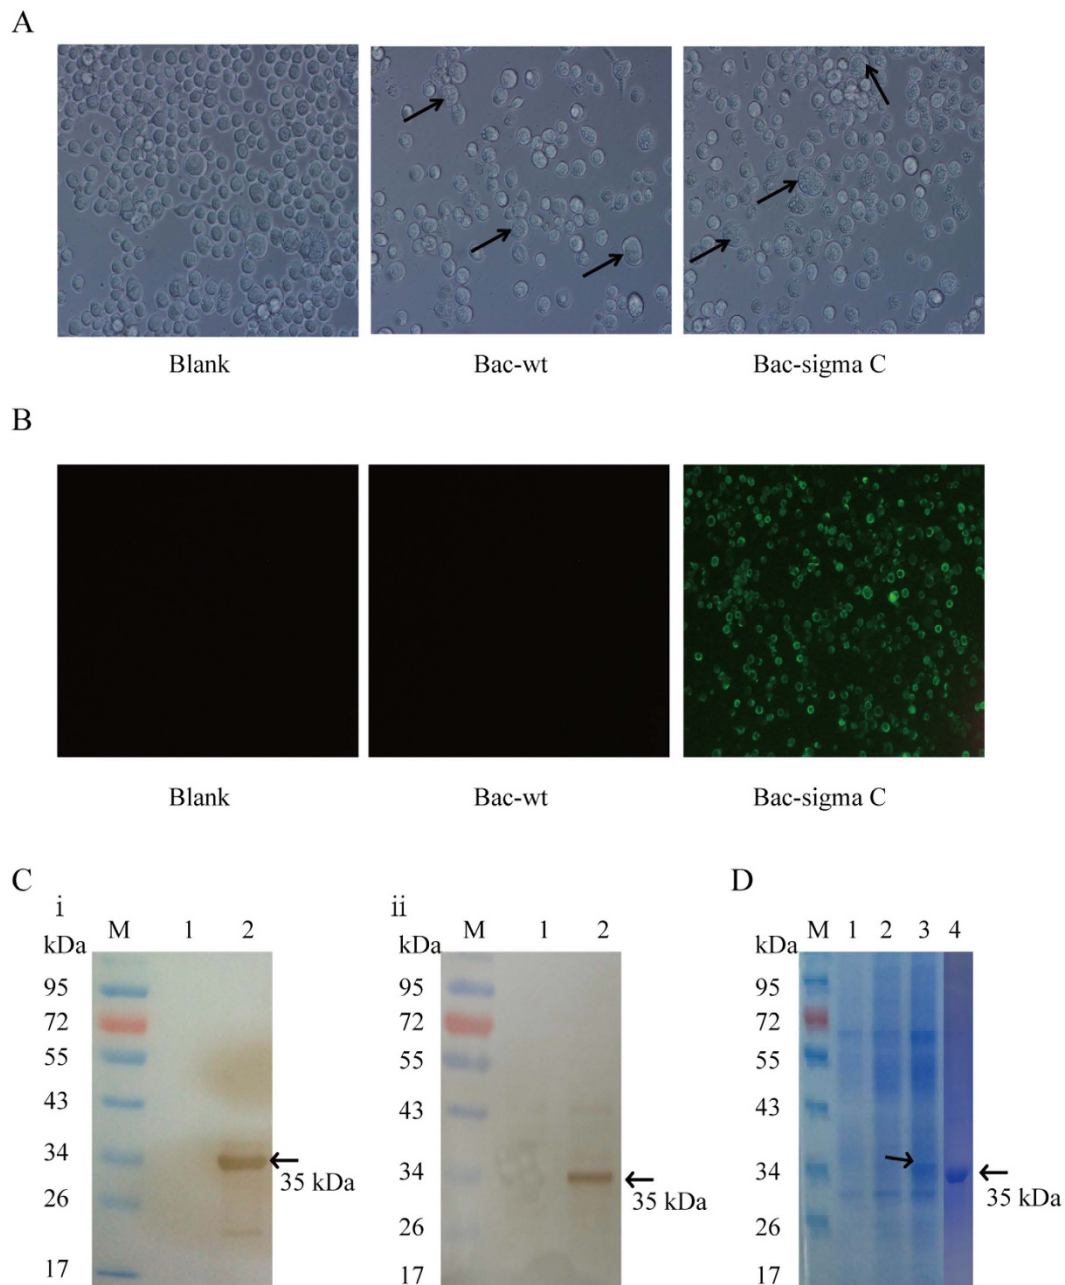 A
Blank Bac-wt Bac-sigma C
B
Blank Bac-wt Bac-sigma C
C D
i ii
M 1 2 M 1 2 M 1 2 3 4
kDa kDa kDa
95 95 95
72 72 72
55 55 55
43 43 43
34 34 34
35 kDa 35 kDa 35 kDa
26 26 26
17 17 17